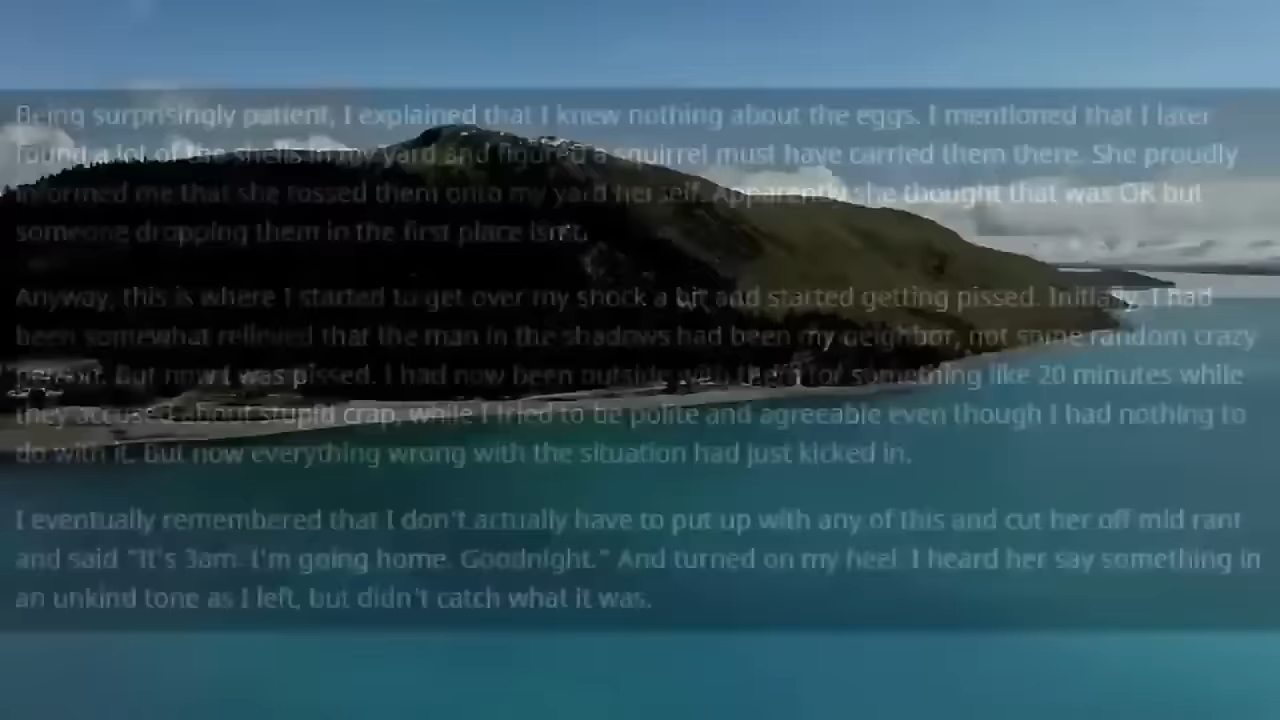 Being surprisingly patient, I explained that I knew nothing about the eggs. I mentioned that I later
found a lot of the shells in my yard and figured a squirrel must have carried them there. She proudly
informed me that she tossed them onto my yard herself. Apparently she thought that was OK but
someone dropping them in the first place isn't.
Anyway, this is where I started to get over my shock a bit and started getting pissed. Initially, I had
been somewhat relieved that the man in the shadows had been my neighbor, not some random crazy
person. But now I was pissed. I had now been outside with them for something like 20 minutes while
they accused about stupid crap, while I tried to be polite and agreeable even though I had nothing to
do with it. But now everything wrong with the situation had just kicked in.
I eventually remembered that I don't actually have to put up with any of this and cut her off mid rant
and said "It's 3am. I'm going home. Goodnight." And turned on my heel. I heard her say something in
an unkind tone as I left, but didn't catch what it was.